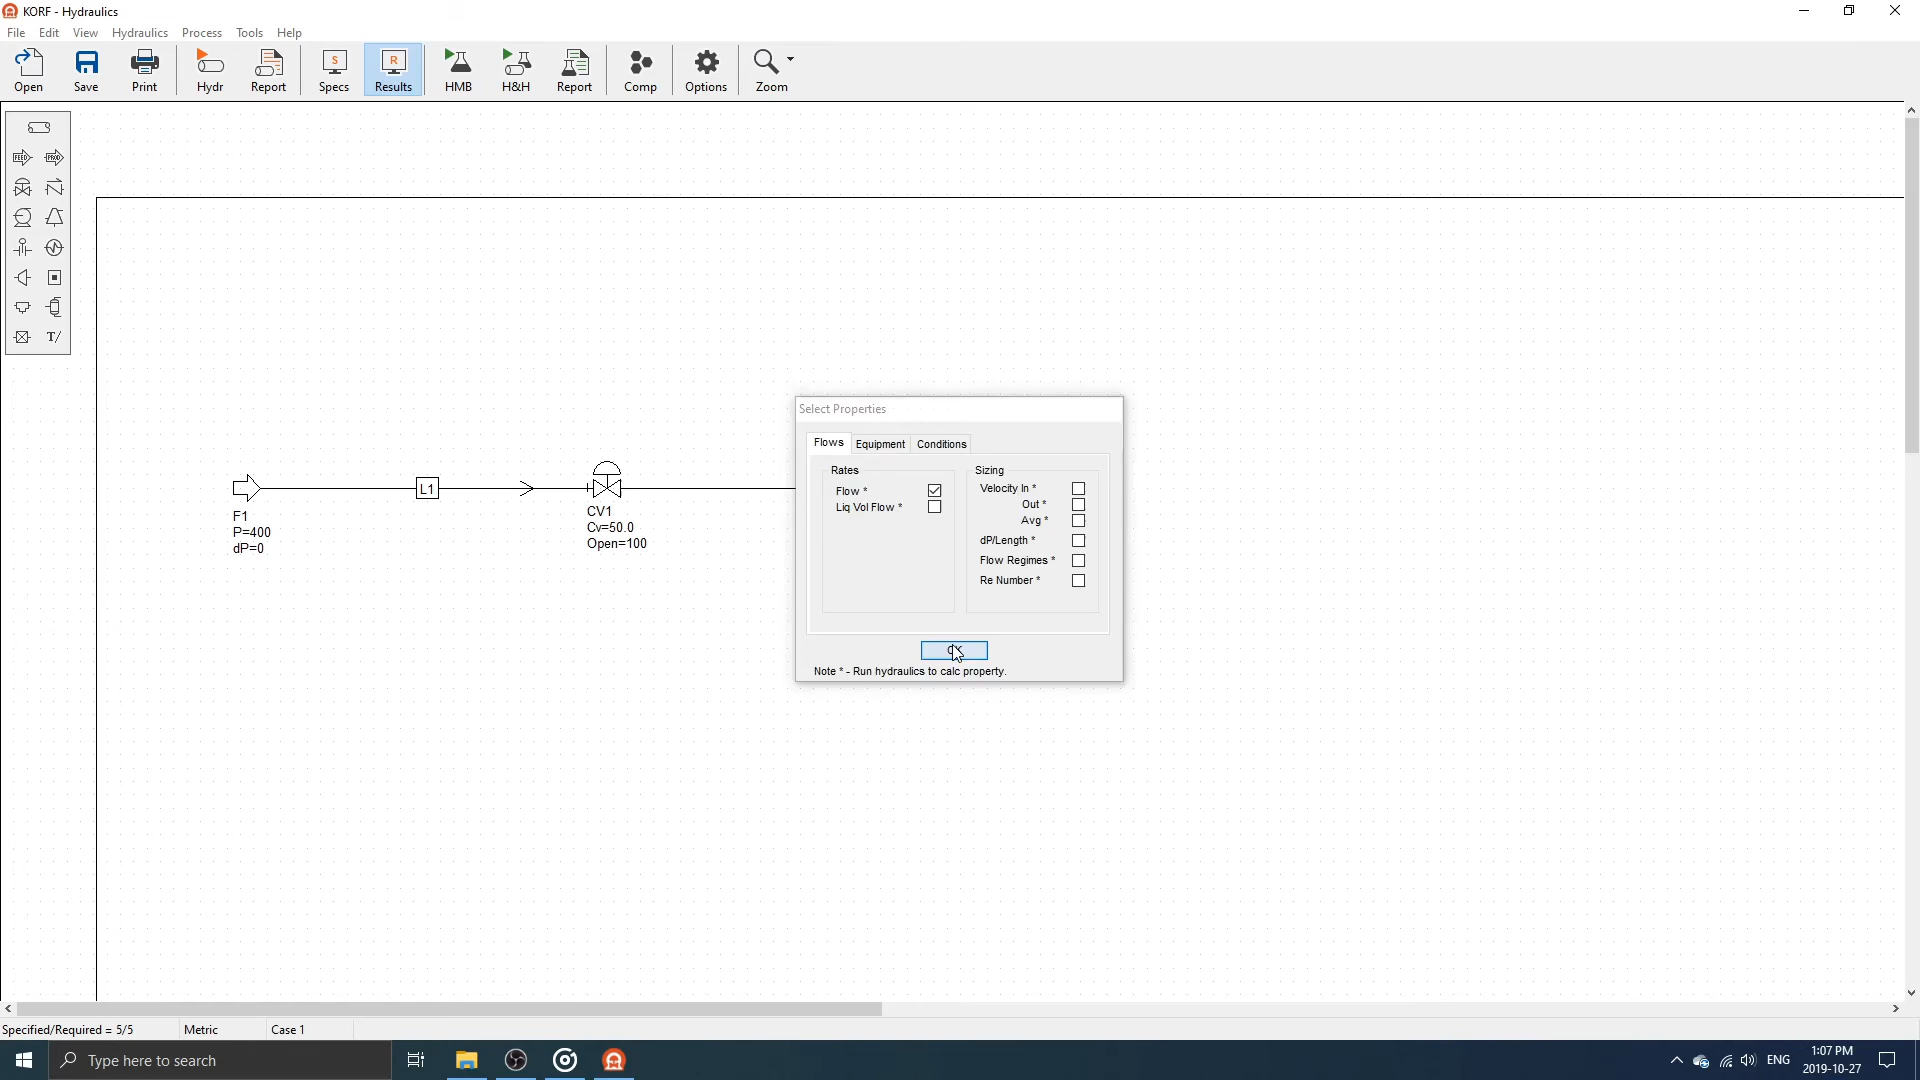 KORF - Hydraulics
File Edit View Hydraulics Process Tools Help
Open Save Print Hydr Report Specs Results HMB H&H Report Comp Options Zoom
S R
FEED PROD
T/
Select Properties
Flows Equipment Conditions
Rates Sizing
Flow * Velocity In *
Liq Vol Flow * Out *
Avg *
dP/Length *
Flow Regimes *
Re Number *
Note * - Run hydraulics to calc property.
L1
F1
P=400
dP=0
CV1
Cv=50.0
Open=100
Specified/Required = 5/5 Metric Case 1
Type here to search
ENG
1:07 PM
2019-10-27